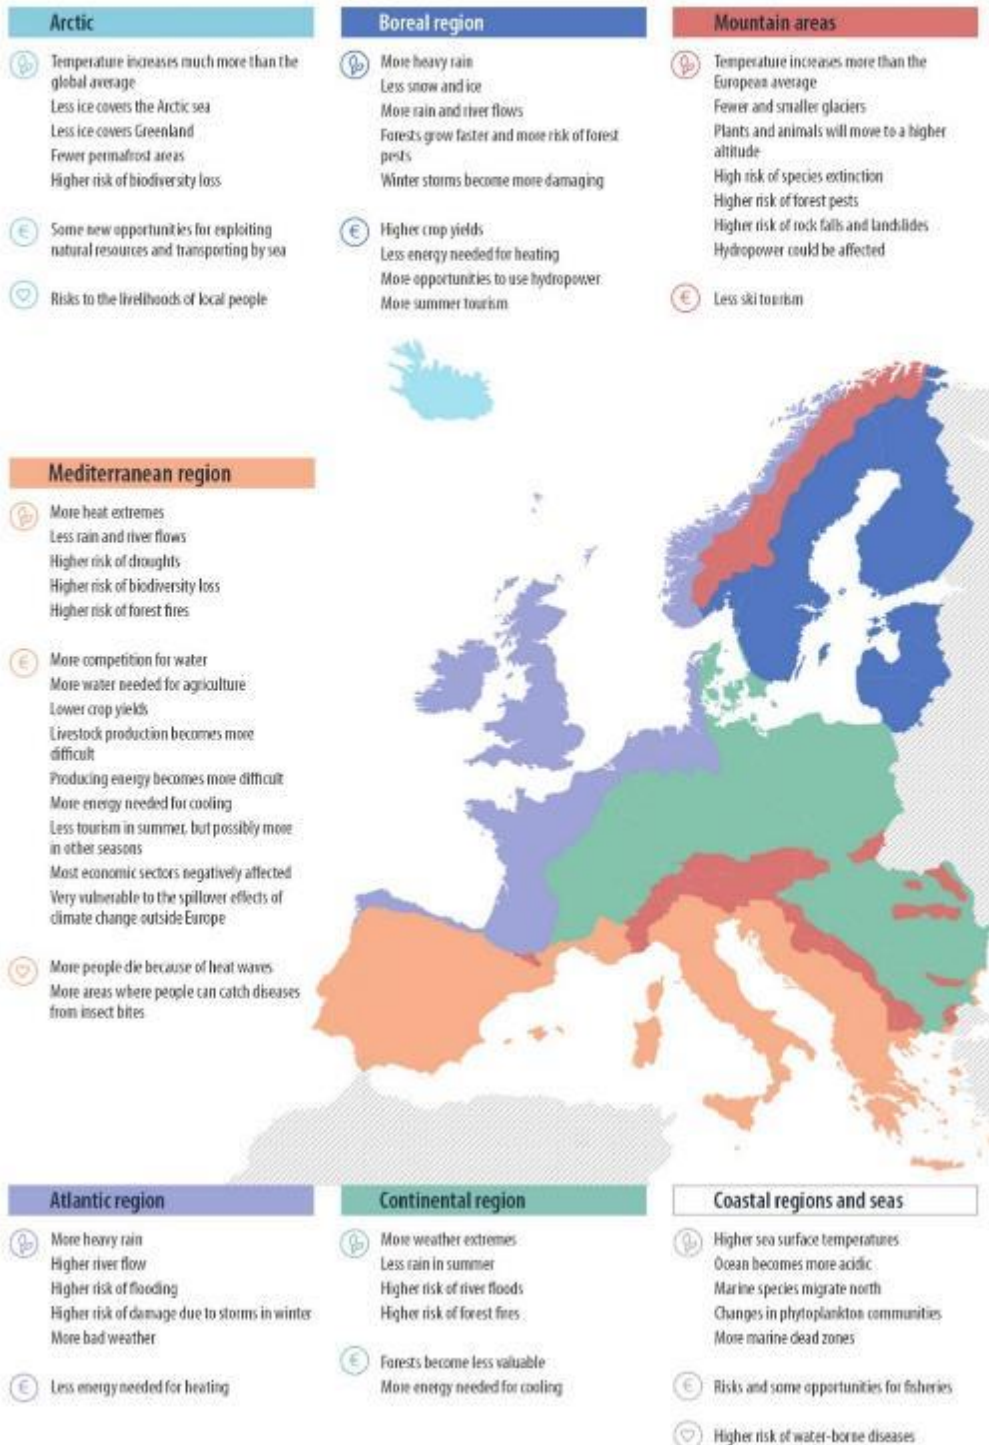 Arctic
Temperature increases much more than the
global average
Less ice covers the Arctic sea
Less ice covers Greenland
Fewer permafrost areas
Higher risk of biodiversity loss
€
Some new opportunities for exploiting
natural resources and transporting by sea
Risks to the livelihoods of local people
Boreal region
More heavy rain
Less snow and ice
More rain and river flows
Forests grow faster and more risk of forest
pests
Winter storms become more damaging
€
Higher crop yields
Less energy needed for heating
More opportunities to use hydropower
More summer tourism
Mountain areas
Temperature increases more than the
European average
Fewer and smaller glaciers
Plants and animals will move to a higher
altitude
High risk of species extinction
Higher risk of forest pests
Higher risk of rock falls and landslides
Hydropower could be affected
€
Less ski tourism
Mediterranean region
More heat extremes
Less rain and river flows
Higher risk of droughts
Higher risk of biodiversity loss
Higher risk of forest fires
€
More competition for water
More water needed for agriculture
Lower crop yields
Livestock production becomes more
difficult
Producing energy becomes more difficult
More energy needed for cooling
Less tourism in summer, but possibly more
in other seasons
Most economic sectors negatively affected
Very vulnerable to the spillover effects of
climate change outside Europe
More people die because of heat waves
More areas where people can catch diseases
from insect bites
Atlantic region
More heavy rain
Higher river flow
Higher risk of flooding
Higher risk of damage due to storms in winter
More bad weather
€
Less energy needed for heating
Continental region
More weather extremes
Less rain in summer
Higher risk of river floods
Higher risk of forest fires
€
Forests become less valuable
More energy needed for cooling
Coastal regions and seas
Higher sea surface temperatures
Ocean becomes more acidic
Marine species migrate north
Changes in phytoplankton communities
More marine dead zones
€
Risks and some opportunities for fisheries
Higher risk of water-borne diseases